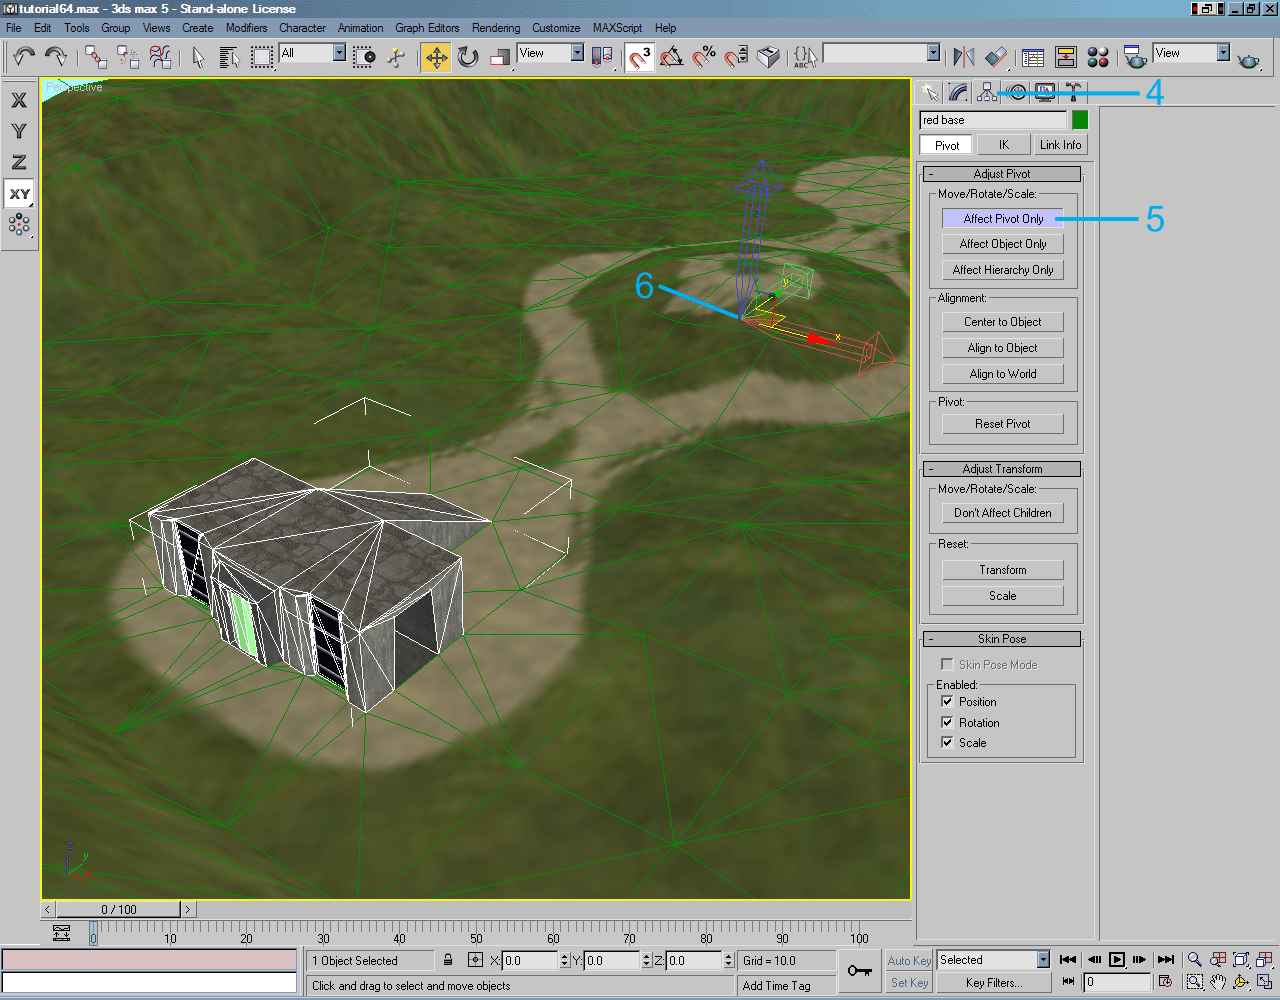 tutorial64.max - 3ds max 5 - Stand-alone License
File Edit Tools Group Views Create Modifiers Character Animation Graph Editors Rendering Customize MAXScript Help
All
View
3
%
ABC
View
X
Y
Z
XY
Perspective
4
red base
Pivot IK Link Info
- Adjust Pivot
Move/Rotate/Scale:
Affect Pivot Only
5
Affect Object Only
Affect Hierarchy Only
6
y
x
Alignment:
Center to Object
Align to Object
Align to World
Pivot:
Reset Pivot
- Adjust Transform
Move/Rotate/Scale:
Don't Affect Children
Reset:
Transform
Scale
- Skin Pose
Skin Pose Mode
Enabled:
Position
Rotation
Scale
z
y
x
< 0 / 100 >
0 10 20 30 40 50 60 70 80 90 100
1 Object Selected X: 0.0 Y: 0.0 Z: 0.0 Grid = 10.0 Auto Key Selected
Click and drag to select and move objects Add Time Tag Set Key Key Filters... 0